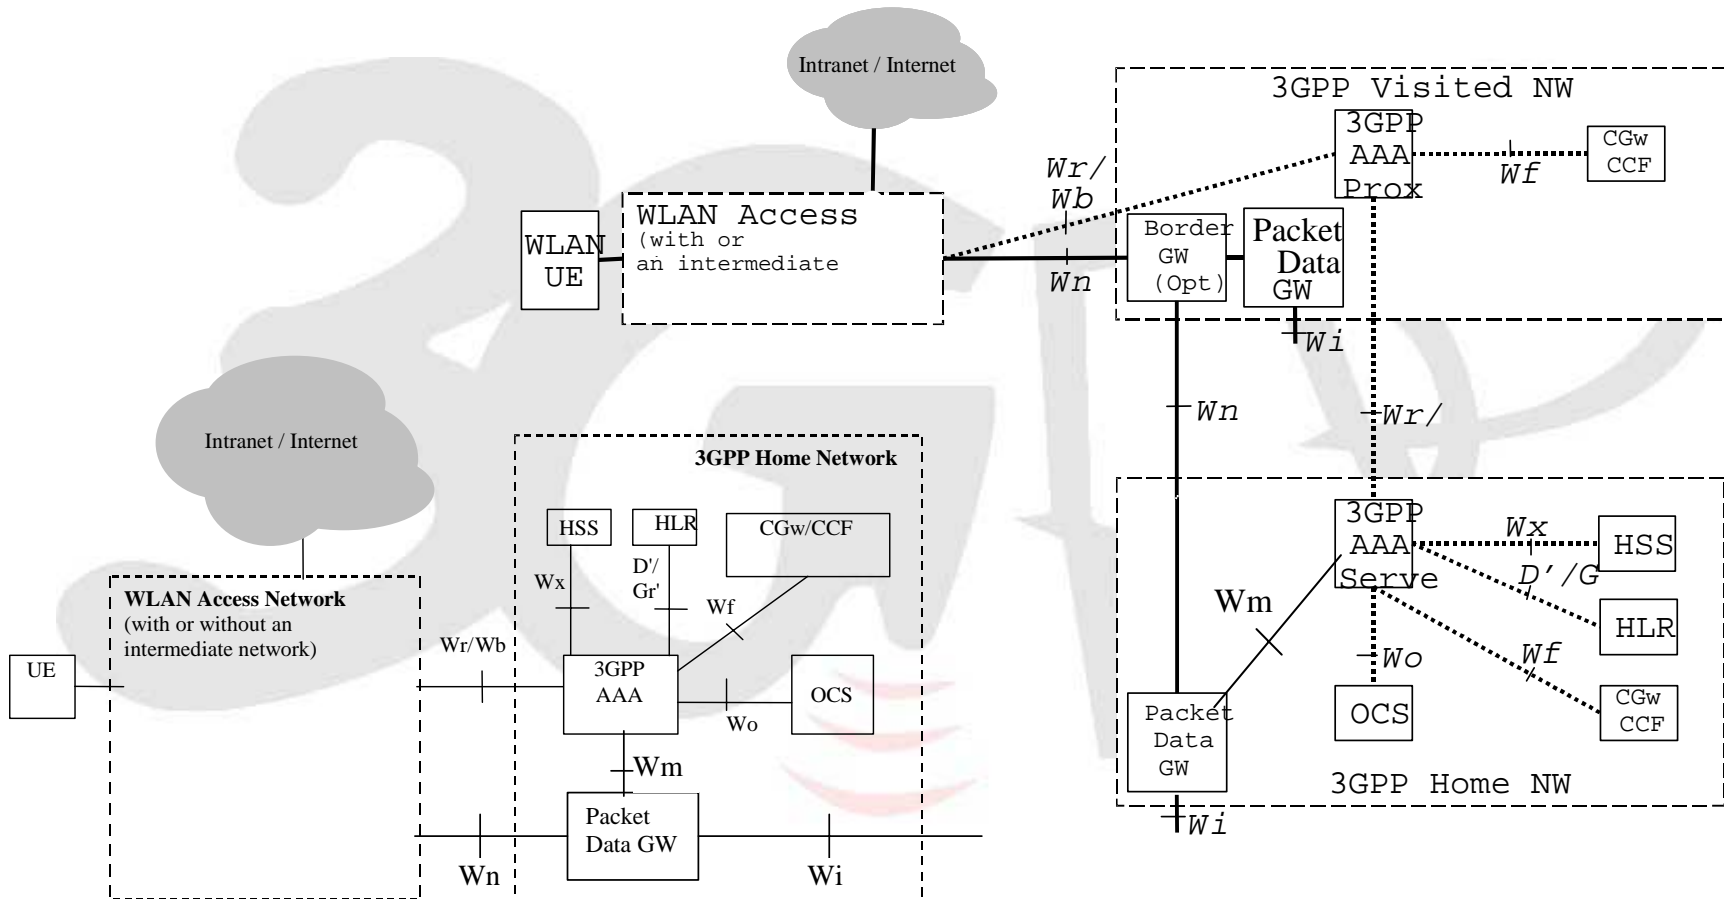 Intranet / Internet
3GPP Visited NW
3GPP
AAA
Prox
CGw
CCF
Wf
Wr/
Wb
WLAN Access
(with or
an intermediate
WLAN
UE
Border
GW
(Opt)
Packet
Data
GW
Wn
Wi
Wn
Wr/
Intranet / Internet
3GPP Home Network
HSS
HLR
CGw/CCF
D'/
Gr'
Wx
Wf
WLAN Access Network
(with or without an
intermediate network)
UE
Wr/Wb
3GPP
AAA
OCS
Wo
Wm
Packet
Data GW
Wn
Wi
3GPP
AAA
Serve
Wx
HSS
D'/G
HLR
Wm
Wo
Wf
OCS
CGw
CCF
Packet
Data
GW
3GPP Home NW
Wi
3GPP